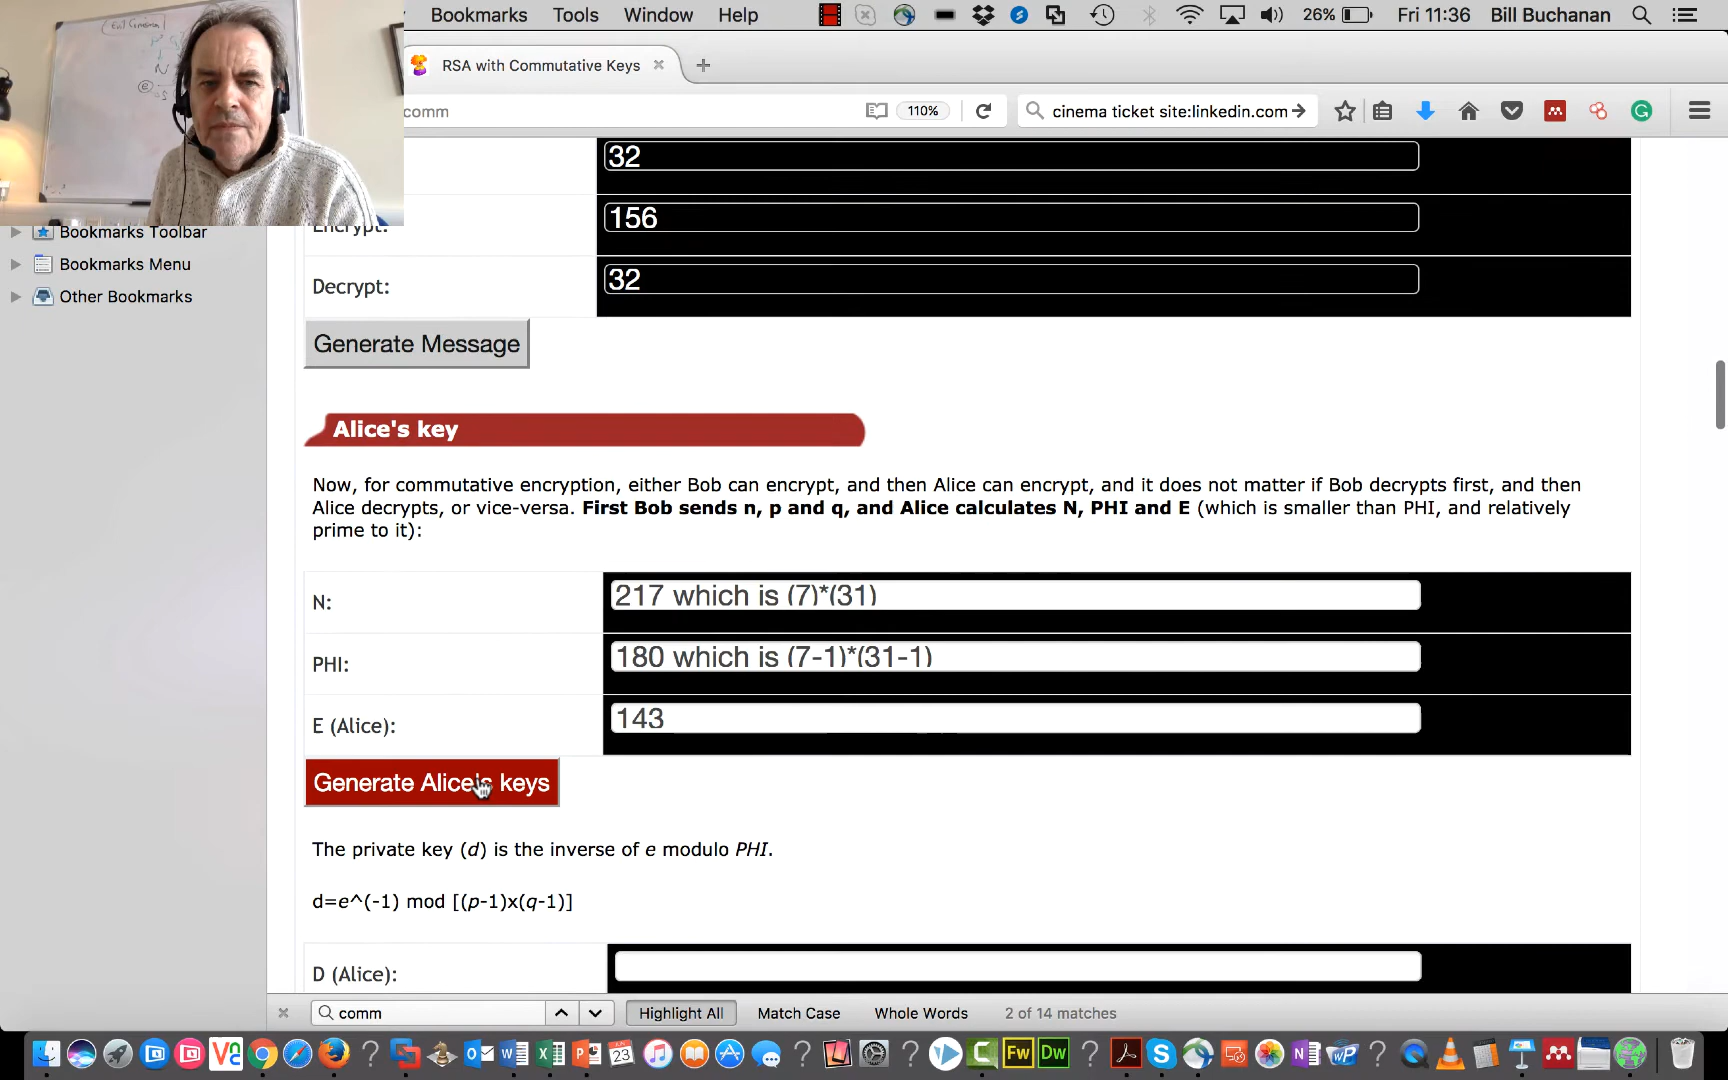 Bookmarks Tools Window Help 26% Fri 11:36 Bill Buchanan
RSA with Commutative Keys
comm 110% cinema ticket site:linkedin.com
Bookmarks Toolbar
Bookmarks Menu
Other Bookmarks
32
Encrypt: 156
Decrypt: 32
Generate Message
Alice's key
Now, for commutative encryption, either Bob can encrypt, and then Alice can encrypt, and it does not matter if Bob decrypts first, and then
Alice decrypts, or vice-versa. First Bob sends n, p and q, and Alice calculates N, PHI and E (which is smaller than PHI, and relatively
prime to it):
N: 217 which is (7)*(31)
PHI: 180 which is (7-1)*(31-1)
E (Alice): 143
Generate Alice's keys
The private key (d) is the inverse of e modulo PHI.
d=e^(-1) mod [(p-1)x(q-1)]
D (Alice):
comm Highlight All Match Case Whole Words 2 of 14 matches